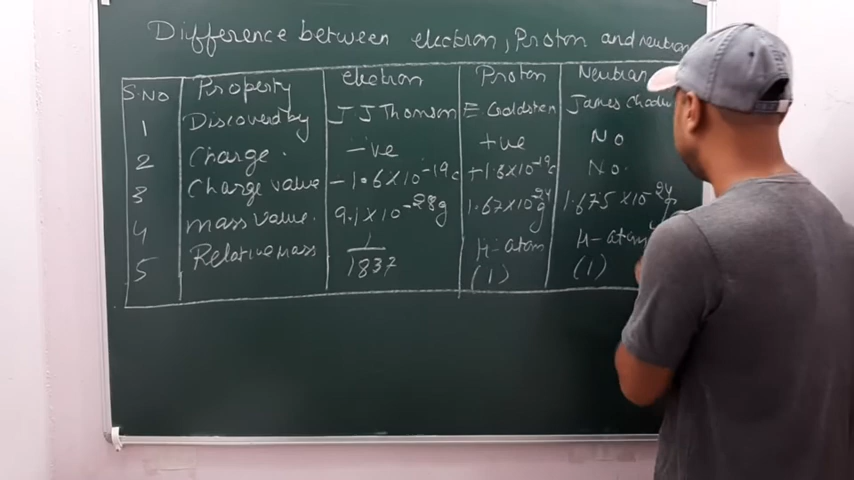 Difference between electron, Proton and neutron
S.No Property electron Proton Neutron
1 Discovered by J J Thomson E. Goldstein James Chadw
2 Charge. -ve +ve No
3 Charge value -1.6×10⁻¹⁹c +1.6×10⁻¹⁹c No.
4 mass value. 9.1×10⁻²⁸g 1.67×10⁻²⁴g 1.675×10⁻²⁴g
5 Relative mass 1/1837 H-atom (1) H-atom (1)